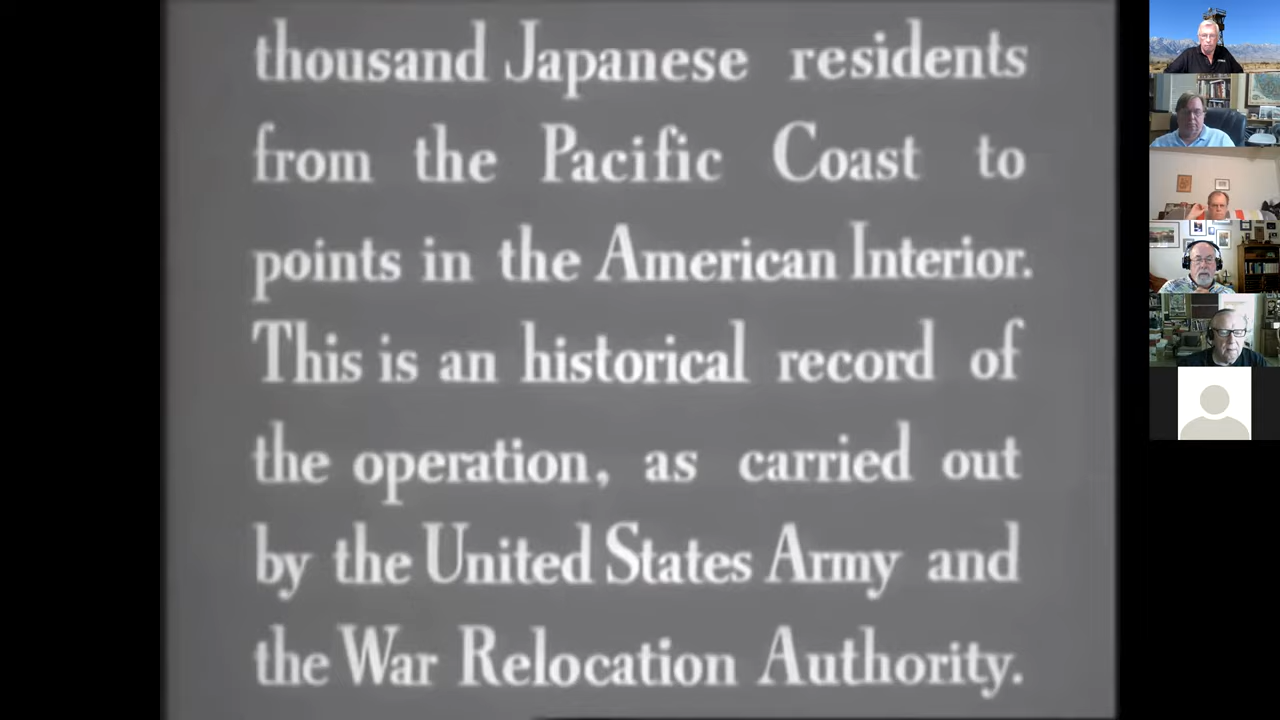 thousand Japanese residents
from the Pacific Coast to
points in the American Interior.
This is an historical record of
the operation, as carried out
by the United States Army and
the War Relocation Authority.